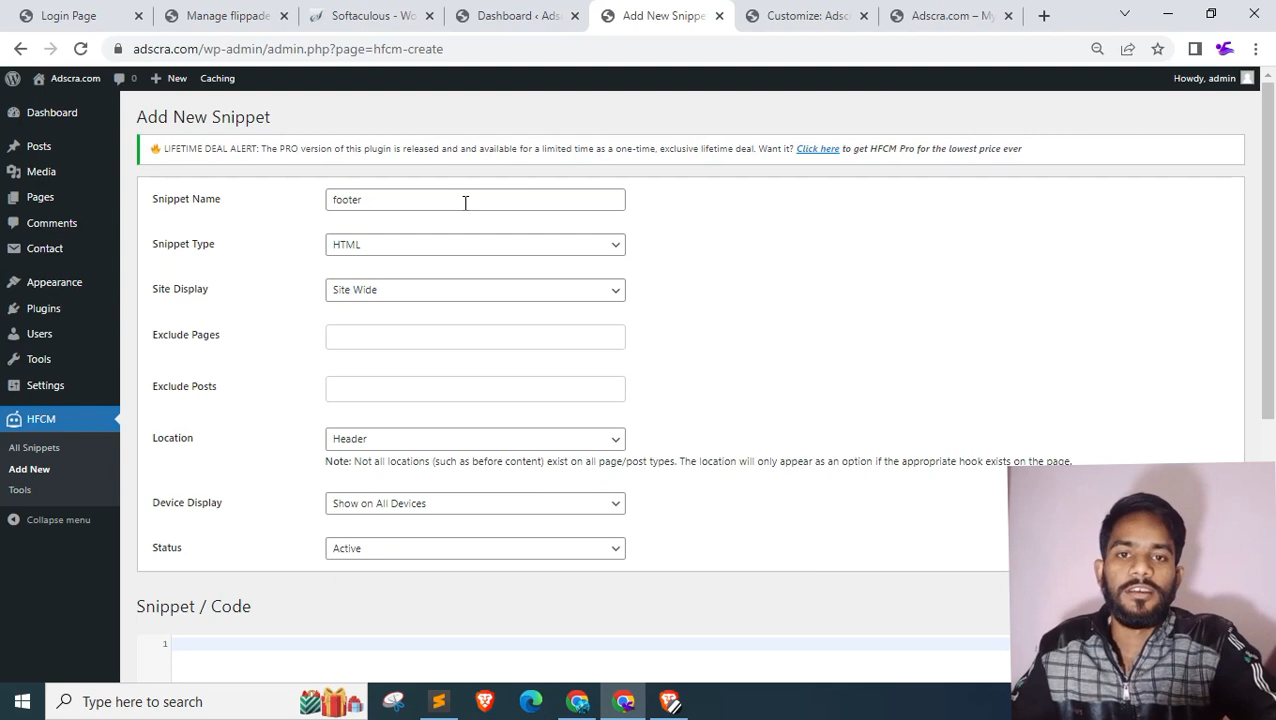 Login Page
Manage flippade
Softaculous - Wo
Dashboard ‹ Adsc
Add New Snippe
Customize: Adscr
Adscra.com – My
adscra.com/wp-admin/admin.php?page=hfcm-create
Adscra.com
0
New
Caching
Howdy, admin
Dashboard
Posts
Media
Pages
Comments
Contact
Appearance
Plugins
Users
Tools
Settings
HFCM
All Snippets
Add New
Tools
Collapse menu
Add New Snippet
LIFETIME DEAL ALERT: The PRO version of this plugin is released and and available for a limited time as a one-time, exclusive lifetime deal. Want it? Click here to get HFCM Pro for the lowest price ever
Snippet Name
footer
Snippet Type
HTML
Site Display
Site Wide
Exclude Pages
Exclude Posts
Location
Header
Note: Not all locations (such as before content) exist on all page/post types. The location will only appear as an option if the appropriate hook exists on the page.
Device Display
Show on All Devices
Status
Active
Snippet / Code
1
Type here to search